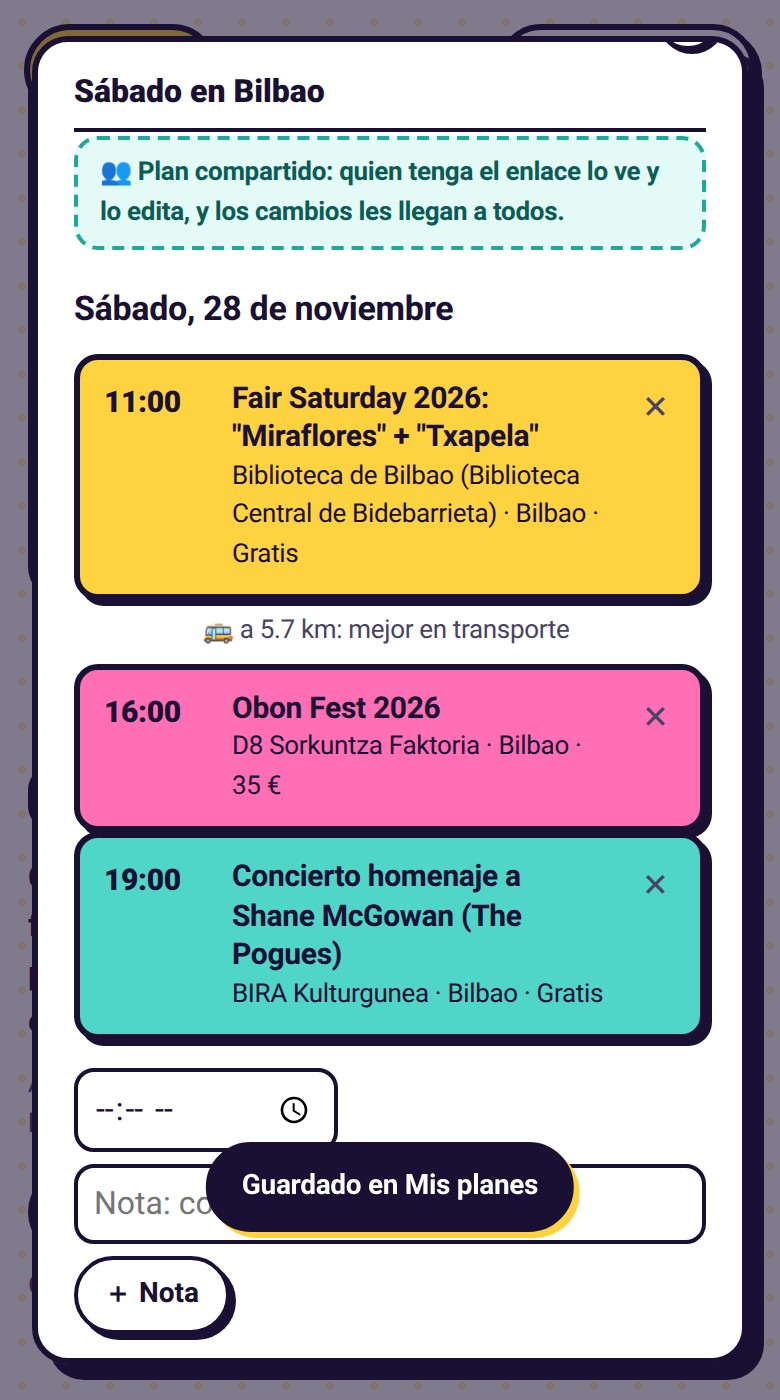 Sábado en Bilbao
👥 Plan compartido: quien tenga el enlace lo ve y
lo edita, y los cambios les llegan a todos.
Sábado, 28 de noviembre
11:00
Fair Saturday 2026:
"Miraflores" + "Txapela"
Biblioteca de Bilbao (Biblioteca
Central de Bidebarrieta) · Bilbao ·
Gratis
✕
🚌 a 5.7 km: mejor en transporte
16:00
Obon Fest 2026
D8 Sorkuntza Faktoria · Bilbao ·
35 €
✕
19:00
Concierto homenaje a
Shane McGowan (The
Pogues)
BIRA Kulturgunea · Bilbao · Gratis
✕
--:-- --
Nota: co
Guardado en Mis planes
+ Nota